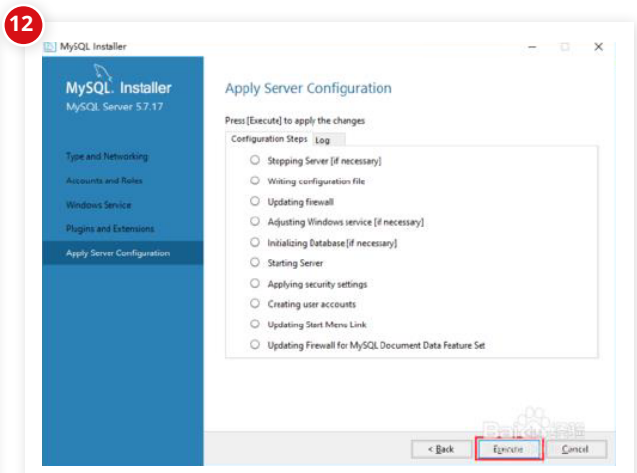 12
MySQL Installer
MySQL. Installer
MySQL Server 5.7.17
Type and Networking
Accounts and Roles
Windows Service
Plugins and Extensions
Apply Server Configuration
Apply Server Configuration
Press [Execute] to apply the changes
Configuration Steps Log
Stopping Server [if necessary]
Writing configuration file
Updating firewall
Adjusting Windows service [if necessary]
Initializing Database [if necessary]
Starting Server
Applying security settings
Creating user accounts
Updating Start Menu Link
Updating Firewall for MySQL Document Data Feature Set
Baidu 经验
< Back Execute Cancel